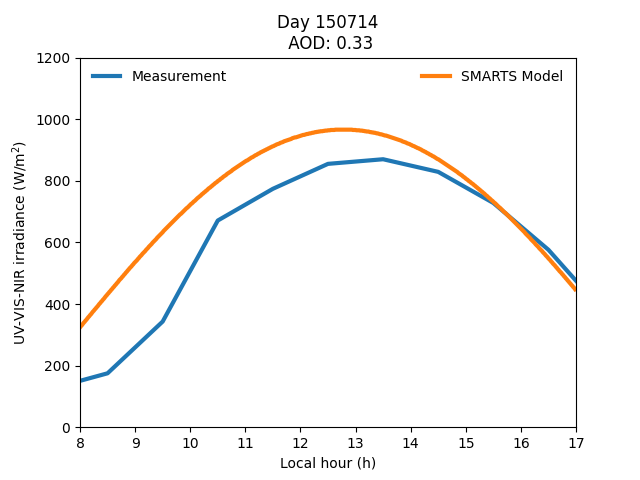 Day 150714
AOD: 0.33
Measurement
SMARTS Model
UV-VIS-NIR irradiance (W/m²)
1200
1000
800
600
400
200
0
8 9 10 11 12 13 14 15 16 17
Local hour (h)